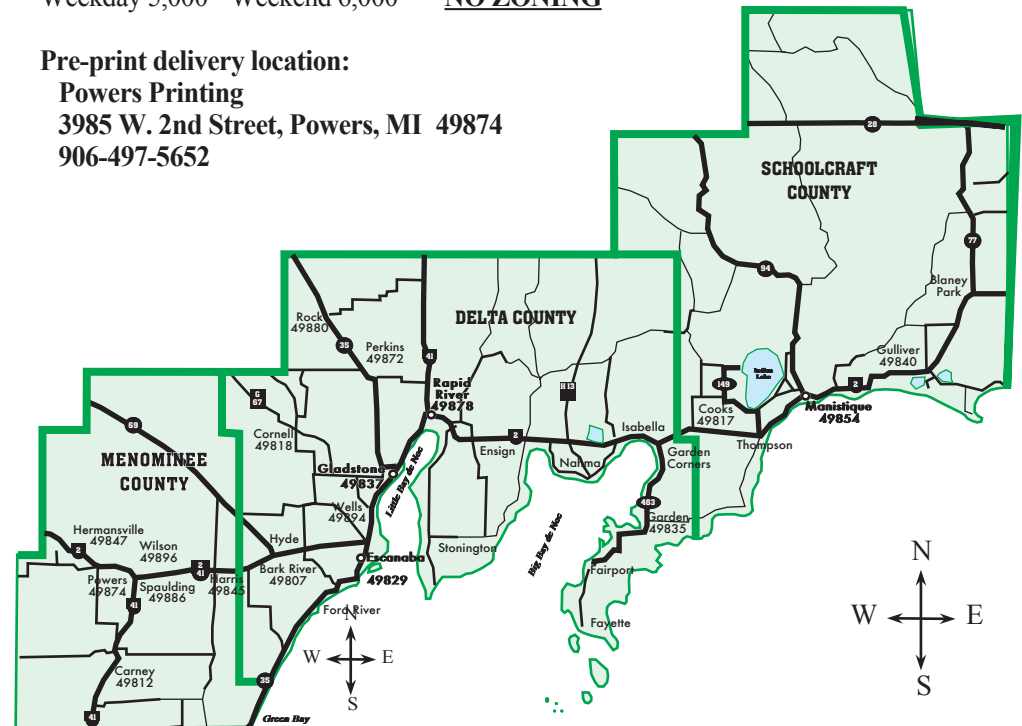 Weekday 5,000 Weekend 6,000 NO ZONING
Pre-print delivery location:
Powers Printing
3985 W. 2nd Street, Powers, MI 49874
906-497-5652
28
SCHOOLCRAFT
COUNTY
77
94
Blaney
Park
Rock
49880
DELTA COUNTY
35
Perkins
49872
41
Gulliver
49840
Indian
Lake
2
149
Rapid
River
49878
H 13
G
67
Cooks
49817
Manistique
49854
69
Cornell
49818
Isabella
2
Thompson
Ensign
Garden
Corners
MENOMINEE
COUNTY
Gladstone
49837
Nahma
Little Bay de Noc
Wells
49894
483
Garden
49835
Big Bay de Noc
Hermansville
49847
2
Wilson
49896
Hyde
Stonington
Escanaba
49829
Powers
49874
Spaulding
49886
2
41
Harris
49845
Bark River
49807
Fairport
41
Ford River
Fayette
N
W E
S
N
W E
S
Carney
49812
35
41
Green Bay